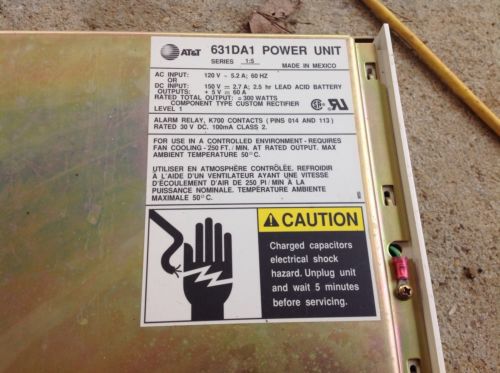 AT&T 631DA1 POWER UNIT
SERIES 1:5 MADE IN MEXICO
AC INPUT: 120 V ~ 5.2 A; 60 HZ
OR
DC INPUT: 150 V = 2.7 A; 2.5 hr LEAD ACID BATTERY
OUTPUTS: + 5 V = 60 A
RATED TOTAL OUTPUT: = 300 WATTS
COMPONENT TYPE CUSTOM RECTIFIER
LEVEL 1
ALARM RELAY, K700 CONTACTS ( PINS 014 AND 113 )
RATED 30 V DC. 100mA CLASS 2.
FOR USE IN A CONTROLLED ENVIRONMENT - REQUIRES
FAN COOLING - 250 FT. / MIN. AT RATED OUTPUT. MAX
AMBIENT TEMPERATURE 50°C.
UTILISER EN ATMOSPHÈRE CONTRÔLÉE. REFROIDIR
À L'AIDE D'UN VENTILATEUR AYANT UNE VITESSE
D'ÉCOULEMENT D'AIR DE 250 PI / MIN À LA
PUISSANCE NOMINALE. TEMPÉRATURE AMBIANTE
MAXIMALE 50°C.
CAUTION
Charged capacitors
electrical shock
hazard. Unplug unit
and wait 5 minutes
before servicing.